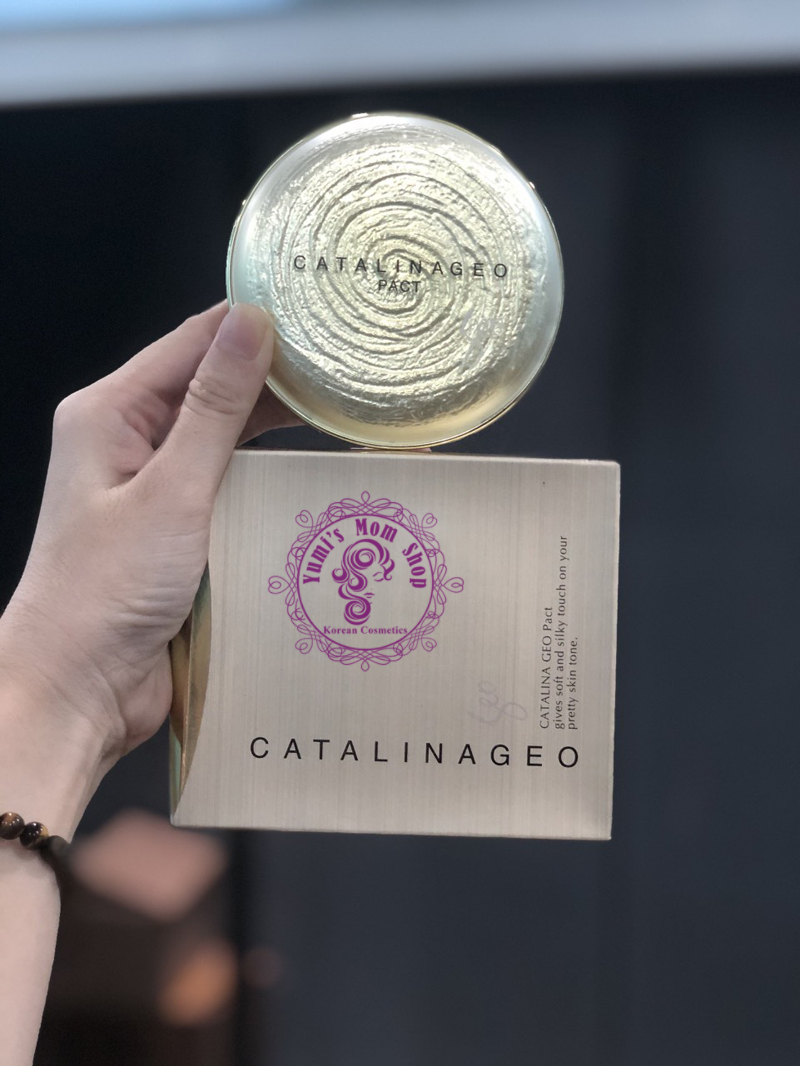 CATALINAGEO
PACT
Yumi's Mom Shop
Korean Cosmetics
CATALINA GEO Pact
gives soft and silky touch on your
pretty skin tone.
CATALINAGEO